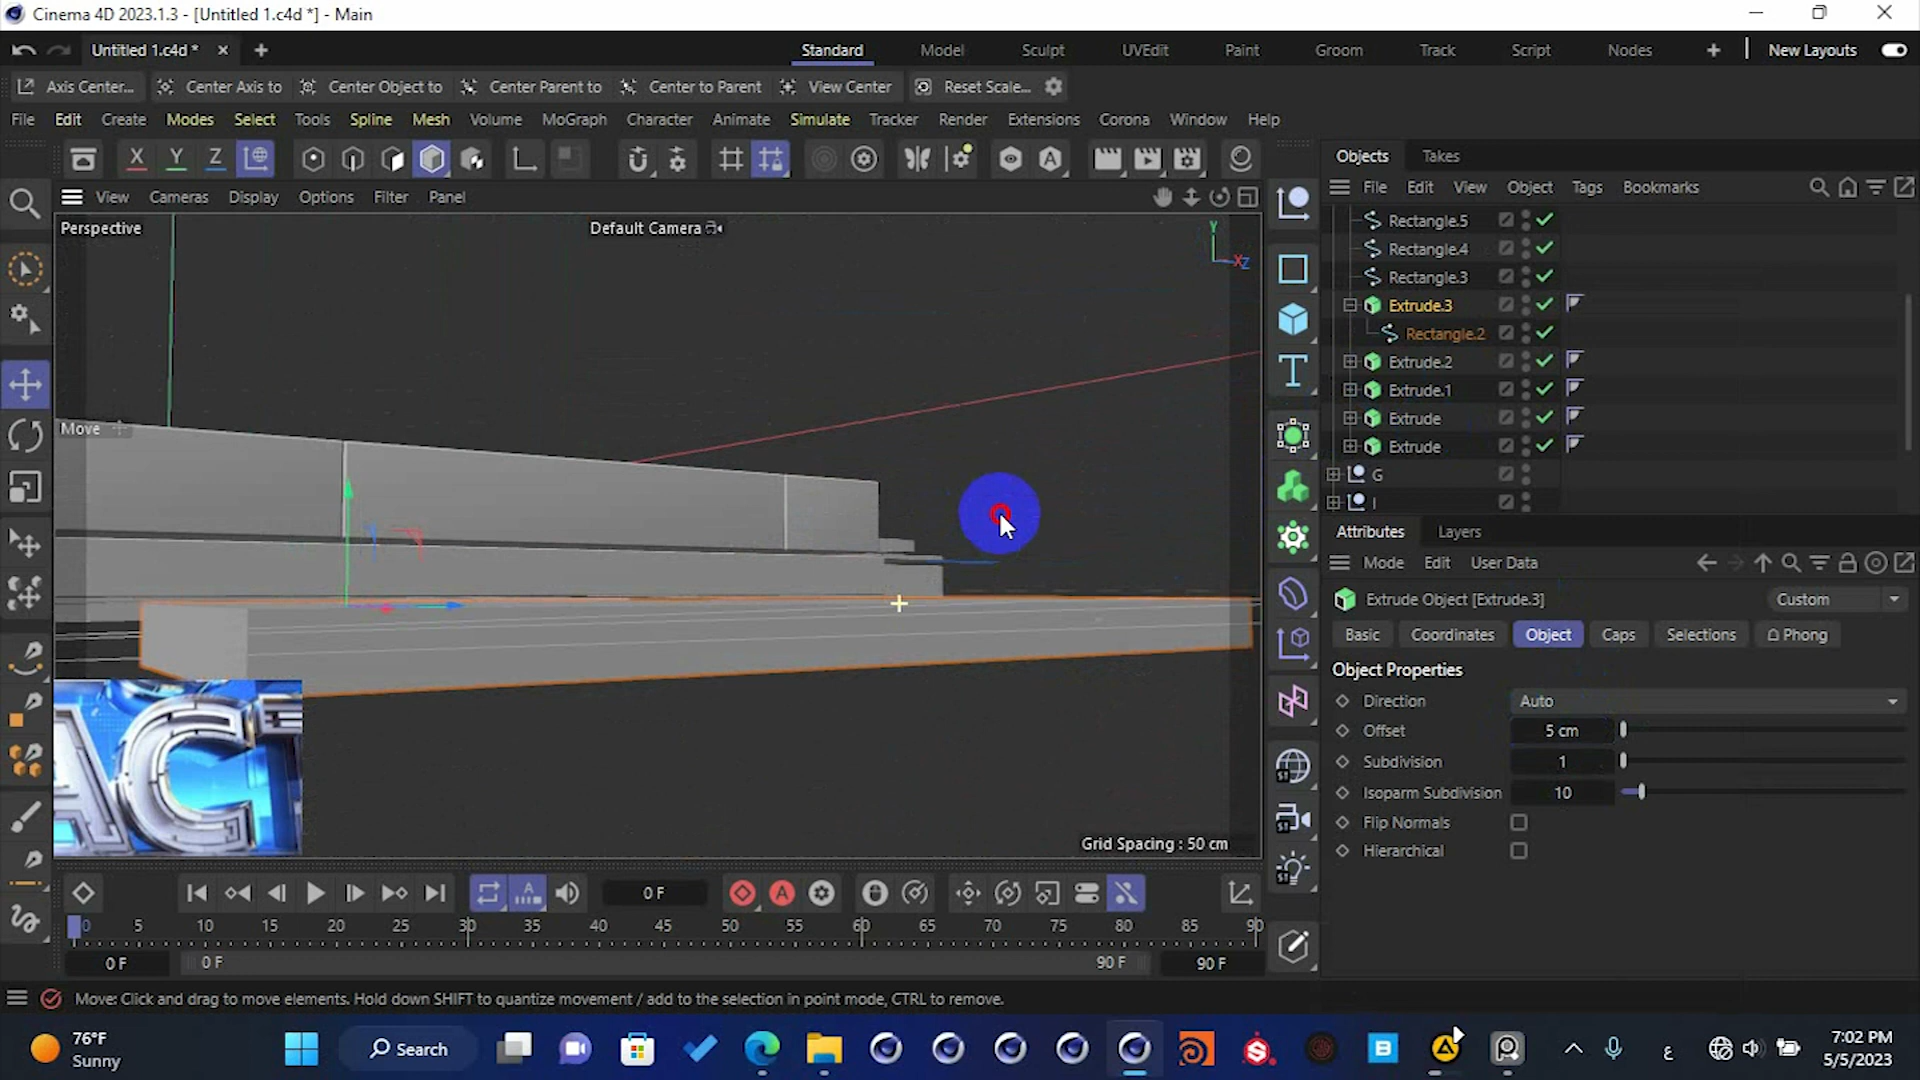 Cinema 4D 2023.1.3 - [Untitled 1.c4d *] - Main
Untitled 1.c4d *
Standard
Model
Sculpt
UVEdit
Paint
Groom
Track
Script
Nodes
New Layouts
Axis Center...
Center Axis to
Center Object to
Center Parent to
Center to Parent
View Center
Reset Scale...
File Edit Create Modes Select Tools Spline Mesh Volume MoGraph Character Animate Simulate Tracker Render Extensions Corona Window Help
X Y Z
Objects
Takes
View Cameras Display Options Filter Panel
File Edit View Object Tags Bookmarks
Perspective
Default Camera
Y
X
Z
Rectangle.5
Rectangle.4
Rectangle.3
Extrude.3
Rectangle.2
Extrude.2
Extrude.1
Extrude
Extrude
G
I
Move
Attributes
Layers
Mode Edit User Data
Extrude Object [Extrude.3]
Custom
Basic
Coordinates
Object
Caps
Selections
Phong
Object Properties
Direction
Auto
Offset
5 cm
Subdivision
1
Isoparm Subdivision
10
Flip Normals
Hierarchical
AC
Grid Spacing : 50 cm
0 F
0 5 10 15 20 25 30 35 40 45 50 55 60 65 70 75 80 85 90
0 F
0 F
90 F
90 F
Move: Click and drag to move elements. Hold down SHIFT to quantize movement / add to the selection in point mode, CTRL to remove.
76°F
Sunny
Search
ع
7:02 PM
5/5/2023